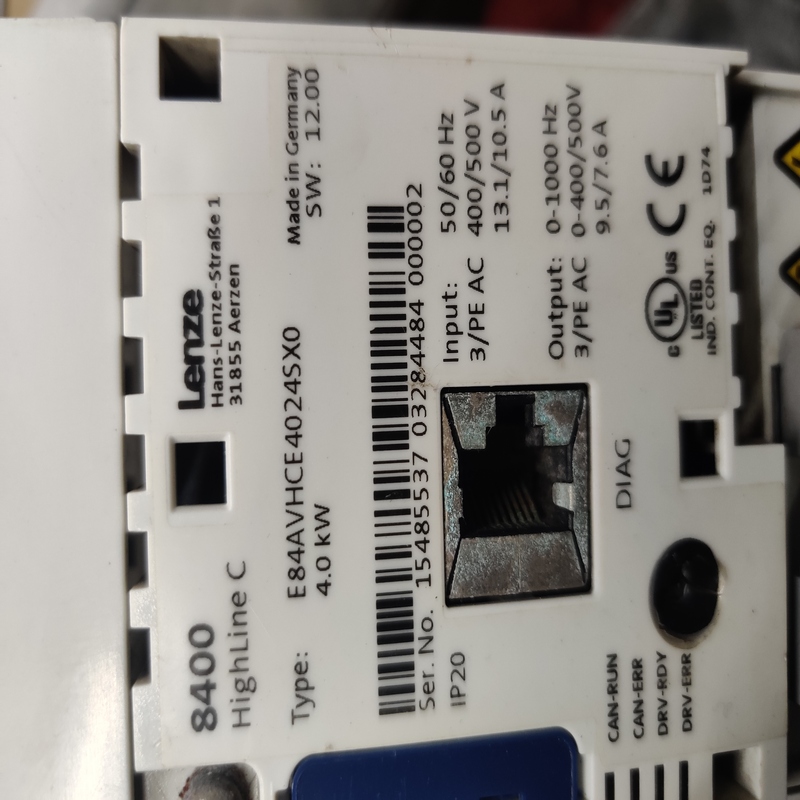 8400
HighLine C
Lenze
Hans-Lenze-Straße 1
31855 Aerzen
Made in Germany
SW: 12.00
Type: E84AVHCE4024SX0
4.0 kW
Ser. No. 15485537 03284484 000002
IP20
Input: 50/60 Hz
3/PE AC 400/500 V
13.1/10.5 A
Output: 0-1000 Hz
3/PE AC 0-400/500V
9.5/7.6 A
DIAG
C UL US
LISTED
IND. CONT. EQ. 1D74
CE
CAN-RUN
CAN-ERR
DRV-RDY
DRV-ERR